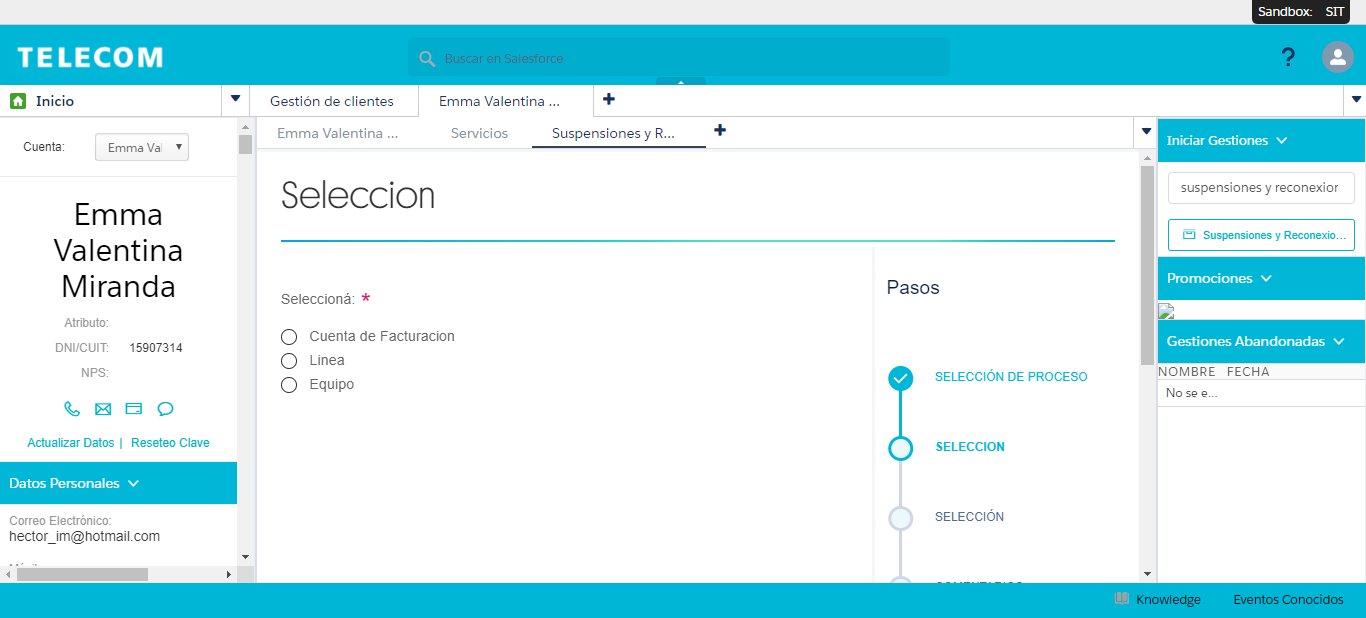 Sandbox: SIT
TELECOM
Buscar en Salesforce
?
Inicio
Gestión de clientes
Emma Valentina ...
Emma Valentina ...
Servicios
Suspensiones y R...
Cuenta:
Emma Val
Emma
Valentina
Miranda
Atributo:
DNI/CUIT: 15907314
NPS:
Actualizar Datos | Reseteo Clave
Datos Personales
Correo Electrónico:
hector_im@hotmail.com
Seleccion
Seleccioná: *
Cuenta de Facturacion
Linea
Equipo
Pasos
SELECCIÓN DE PROCESO
SELECCION
SELECCIÓN
Iniciar Gestiones
suspensiones y reconexior
Suspensiones y Reconexio...
Promociones
Gestiones Abandonadas
NOMBRE FECHA
No se e...
Knowledge
Eventos Conocidos